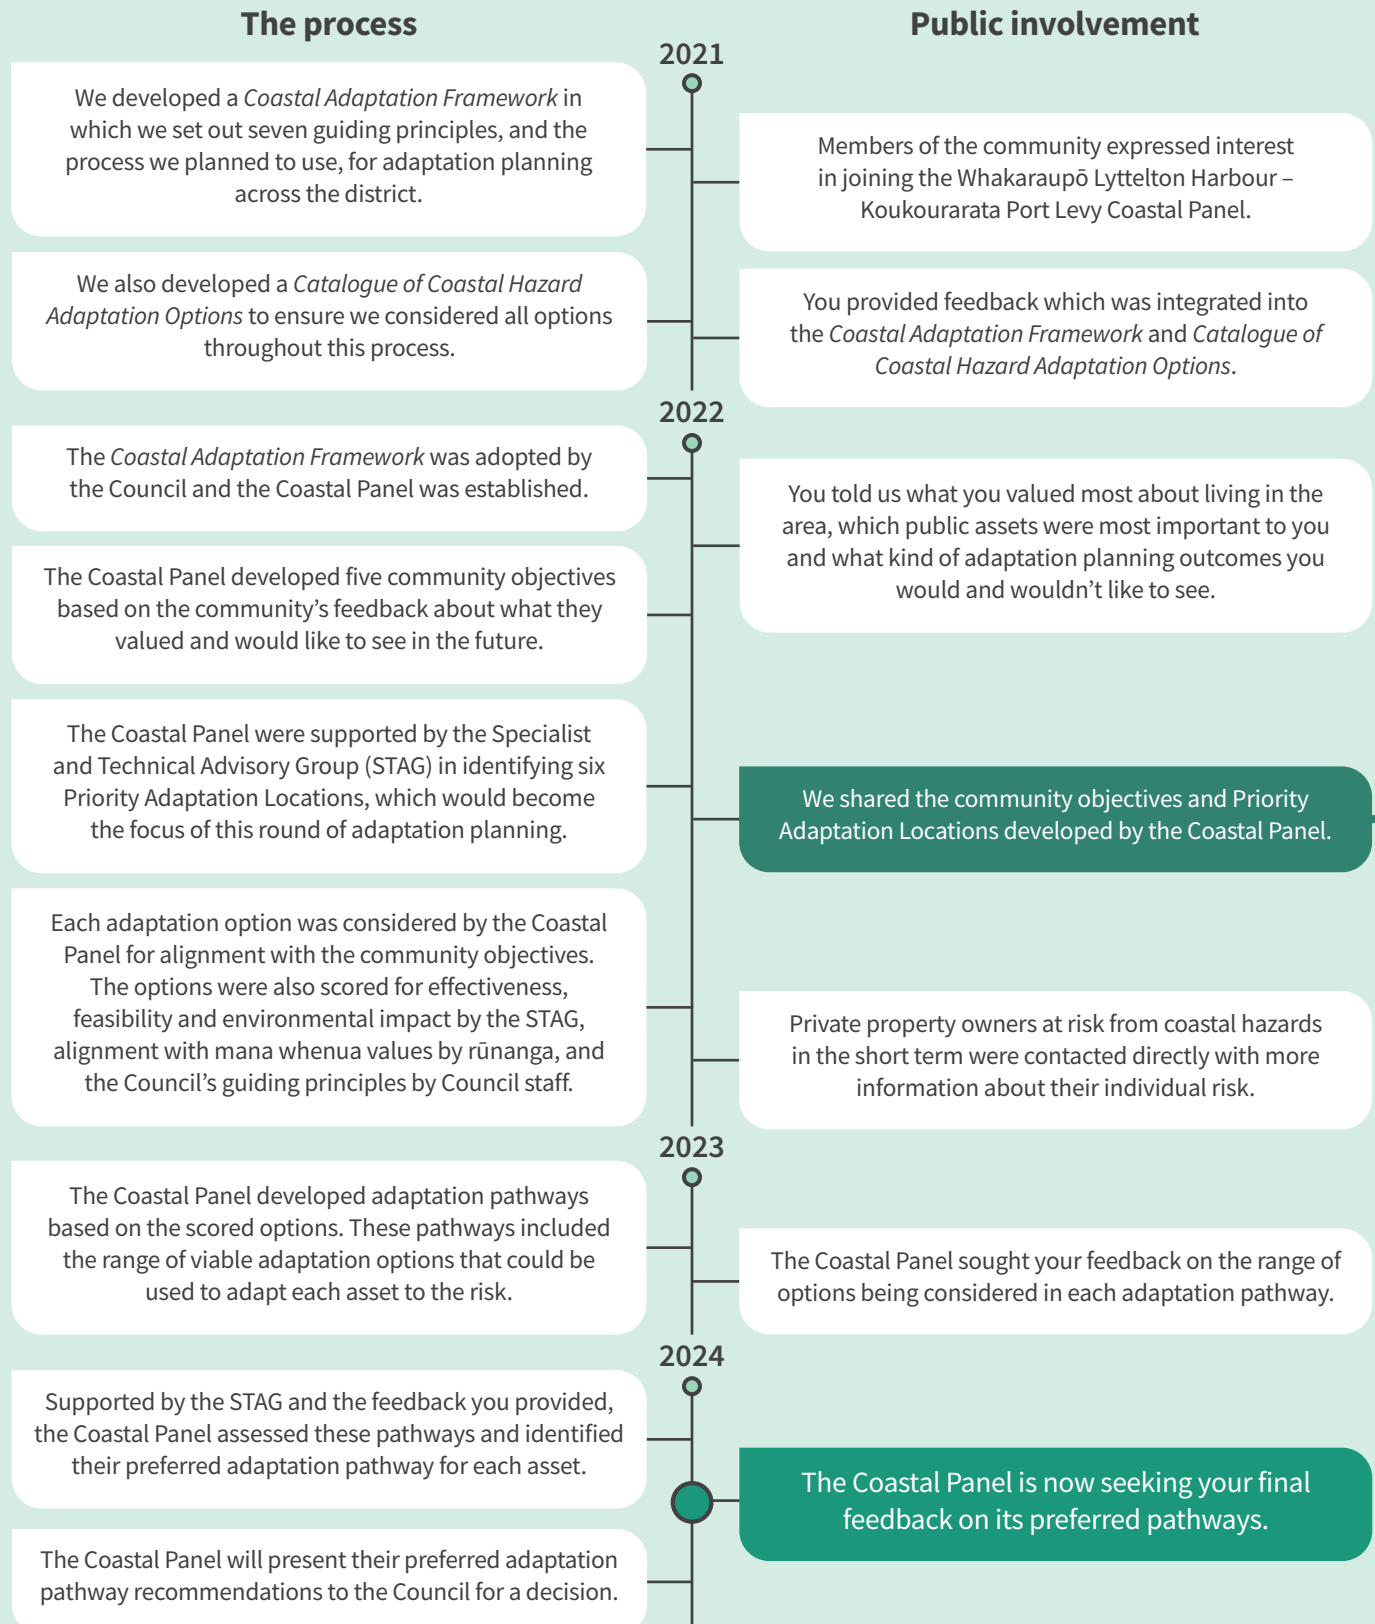 The process
Public involvement
2021
We developed a Coastal Adaptation Framework in
which we set out seven guiding principles, and the
process we planned to use, for adaptation planning
across the district.
Members of the community expressed interest
in joining the Whakaraupō Lyttelton Harbour –
Koukourarata Port Levy Coastal Panel.
We also developed a Catalogue of Coastal Hazard
Adaptation Options to ensure we considered all options
throughout this process.
You provided feedback which was integrated into
the Coastal Adaptation Framework and Catalogue of
Coastal Hazard Adaptation Options.
2022
The Coastal Adaptation Framework was adopted by
the Council and the Coastal Panel was established.
You told us what you valued most about living in the
area, which public assets were most important to you
and what kind of adaptation planning outcomes you
would and wouldn’t like to see.
The Coastal Panel developed five community objectives
based on the community’s feedback about what they
valued and would like to see in the future.
The Coastal Panel were supported by the Specialist
and Technical Advisory Group (STAG) in identifying six
Priority Adaptation Locations, which would become
the focus of this round of adaptation planning.
We shared the community objectives and Priority
Adaptation Locations developed by the Coastal Panel.
Each adaptation option was considered by the Coastal
Panel for alignment with the community objectives.
The options were also scored for effectiveness,
feasibility and environmental impact by the STAG,
alignment with mana whenua values by rūnanga, and
the Council’s guiding principles by Council staff.
Private property owners at risk from coastal hazards
in the short term were contacted directly with more
information about their individual risk.
2023
The Coastal Panel developed adaptation pathways
based on the scored options. These pathways included
the range of viable adaptation options that could be
used to adapt each asset to the risk.
The Coastal Panel sought your feedback on the range of
options being considered in each adaptation pathway.
2024
Supported by the STAG and the feedback you provided,
the Coastal Panel assessed these pathways and identified
their preferred adaptation pathway for each asset.
The Coastal Panel is now seeking your final
feedback on its preferred pathways.
The Coastal Panel will present their preferred adaptation
pathway recommendations to the Council for a decision.